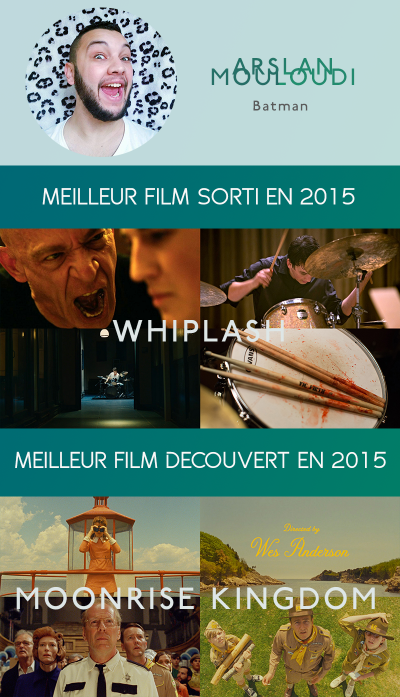 ARSLAN
MOULOUDI
Batman
MEILLEUR FILM SORTI EN 2015
WHIPLASH
MEILLEUR FILM DECOUVERT EN 2015
Directed by
Wes Anderson
MOONRISE KINGDOM